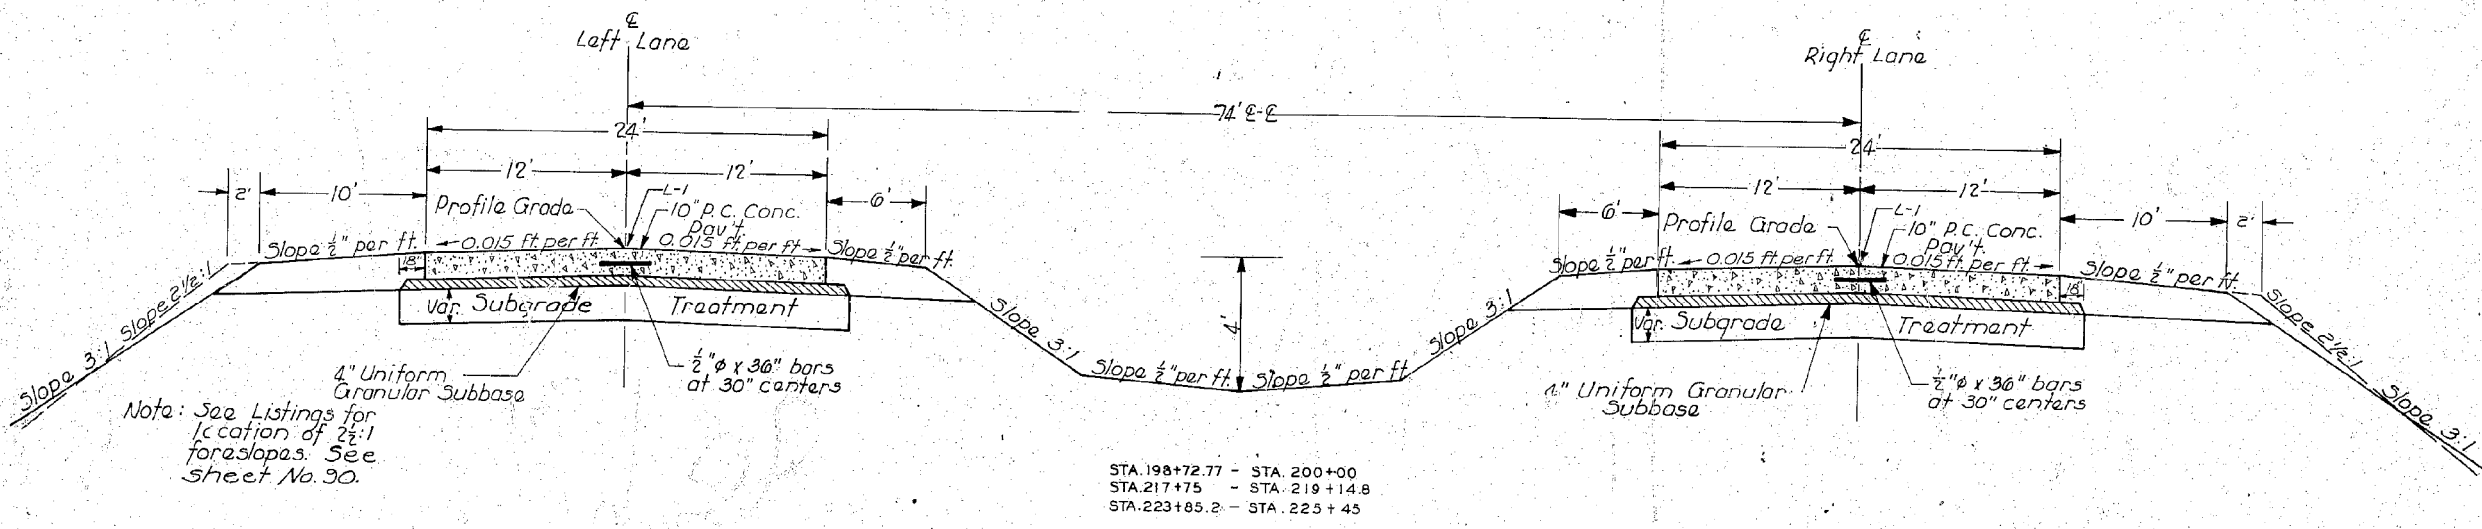 ℄
Left Lane
℄
Right Lane
74' ℄-℄
24'
24'
12'
12'
12'
12'
2'
10'
6'
6'
10'
2'
L-1
Profile Grade
10" P.C. Conc.
Pav't.
L-1
Profile Grade
10" P.C. Conc.
Pav't.
Slope ½" per ft.
0.015 ft. per ft.
0.015 ft. per ft.
Slope ½" per ft.
Slope ½" per ft.
0.015 ft. per ft.
0.015 ft. per ft.
Slope ½" per ft.
18"
18"
Var. Subgrade Treatment
Var. Subgrade Treatment
Slope 3:1
Slope 2½:1
Slope 3:1
4'
Slope 3:1
Slope 2½:1
Slope 3:1
Slope ½" per ft.
Slope ½" per ft
4" Uniform
Granular Subbase
½" ø x 36" bars
at 30" centers
4" Uniform Granular
Subbase
½" ø x 36" bars
at 30" centers
Note: See Listings for
location of 2½:1
foreslopes. See
sheet No. 90.
STA. 198+72.77 - STA. 200+00
STA. 217+75 - STA. 219+14.8
STA. 223+85.2 - STA. 225+45